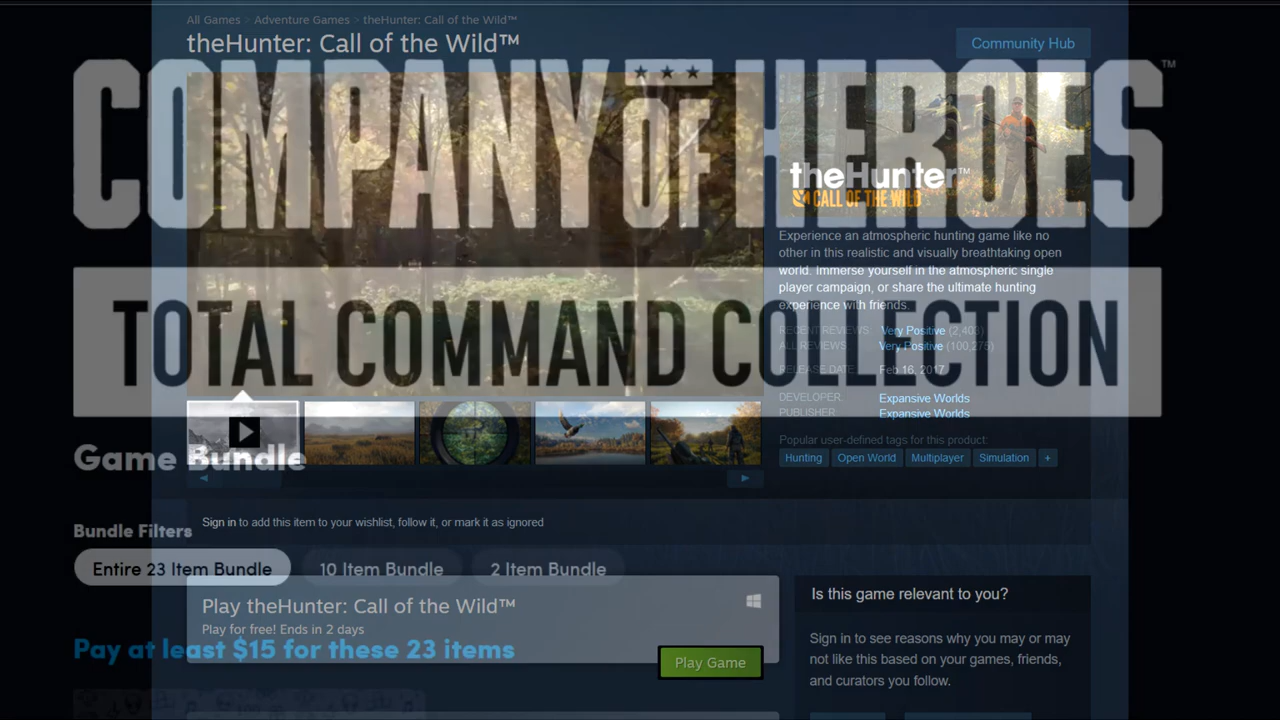 All Games > Adventure Games > theHunter: Call of the Wild™
theHunter: Call of the Wild™
Community Hub
COMPANY OF HEROES™
theHunter™
CALL OF THE WILD
Experience an atmospheric hunting game like no
other in this realistic and visually breathtaking open
world. Immerse yourself in the atmospheric single
player campaign, or share the ultimate hunting
experience with friends.
TOTAL COMMAND COLLECTION
RECENT REVIEWS: Very Positive (2,403)
ALL REVIEWS: Very Positive (100,275)
RELEASE DATE: Feb 16, 2017
DEVELOPER: Expansive Worlds
PUBLISHER: Expansive Worlds
Popular user-defined tags for this product:
Hunting Open World Multiplayer Simulation +
Game Bundle
Sign in to add this item to your wishlist, follow it, or mark it as ignored
Bundle Filters
Entire 23 Item Bundle 10 Item Bundle 2 Item Bundle
Play theHunter: Call of the Wild™
Play for free! Ends in 2 days
Pay at least $15 for these 23 items
Play Game
Is this game relevant to you?
Sign in to see reasons why you may or may
not like this based on your games, friends,
and curators you follow.